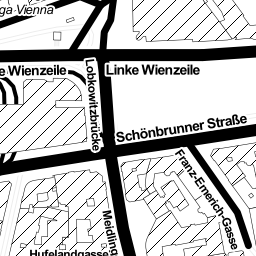 ga Vienna
e Wienzeile
Linke Wienzeile
Lobkowitzbrücke
Schönbrunner Straße
Franz-Emerich-Gasse
Meidling
Hufelandgasse